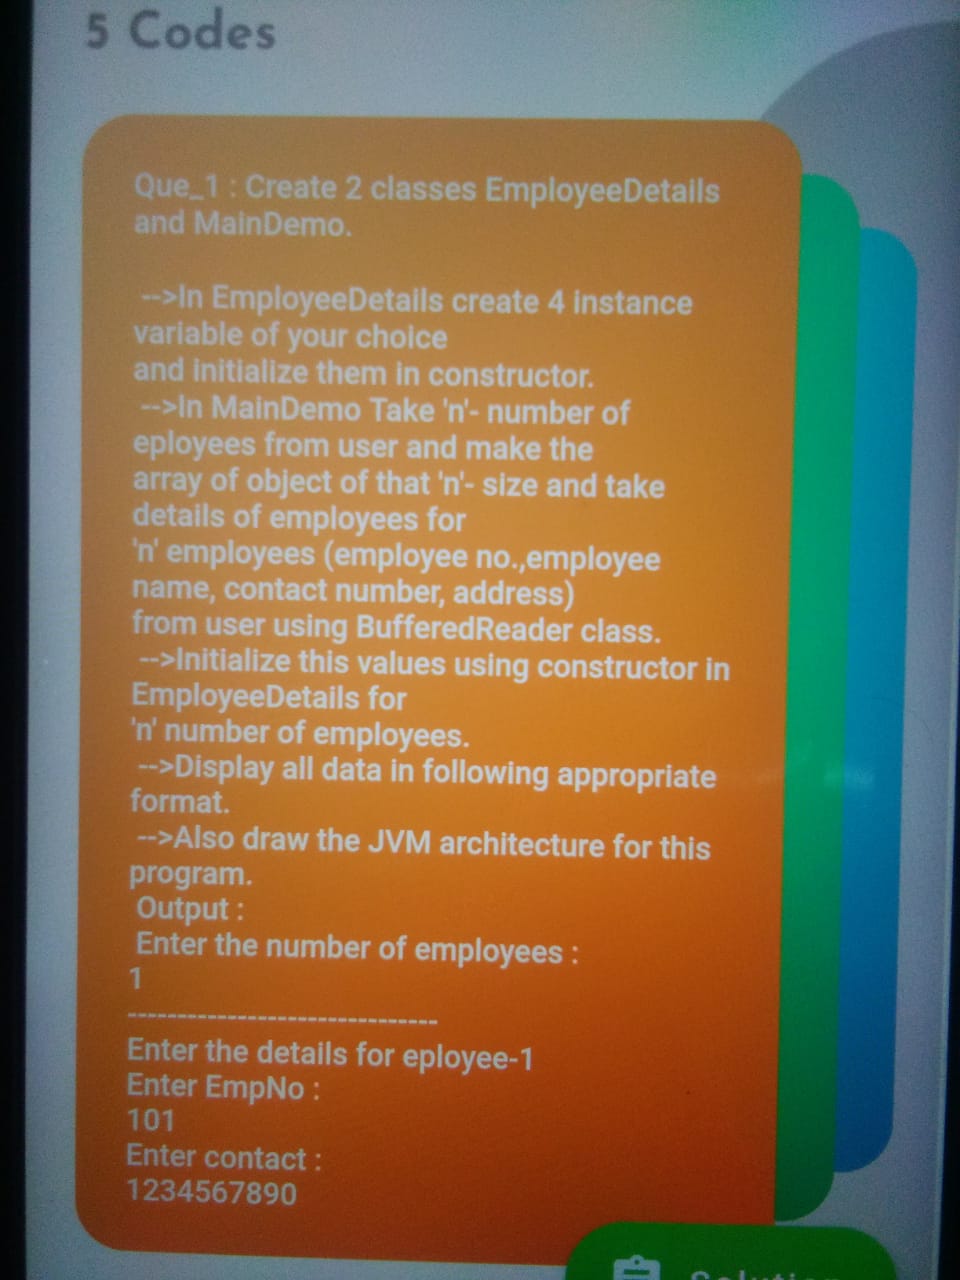 5 Codes
Que_1 : Create 2 classes EmployeeDetails
and MainDemo.
-->In EmployeeDetails create 4 instance
variable of your choice
and initialize them in constructor.
-->In MainDemo Take 'n'- number of
eployees from user and make the
array of object of that 'n'- size and take
details of employees for
'n' employees (employee no.,employee
name, contact number, address)
from user using BufferedReader class.
-->Initialize this values using constructor in
EmployeeDetails for
'n' number of employees.
-->Display all data in following appropriate
format.
-->Also draw the JVM architecture for this
program.
Output :
Enter the number of employees :
1
-------------------------------
Enter the details for eployee-1
Enter EmpNo :
101
Enter contact :
1234567890